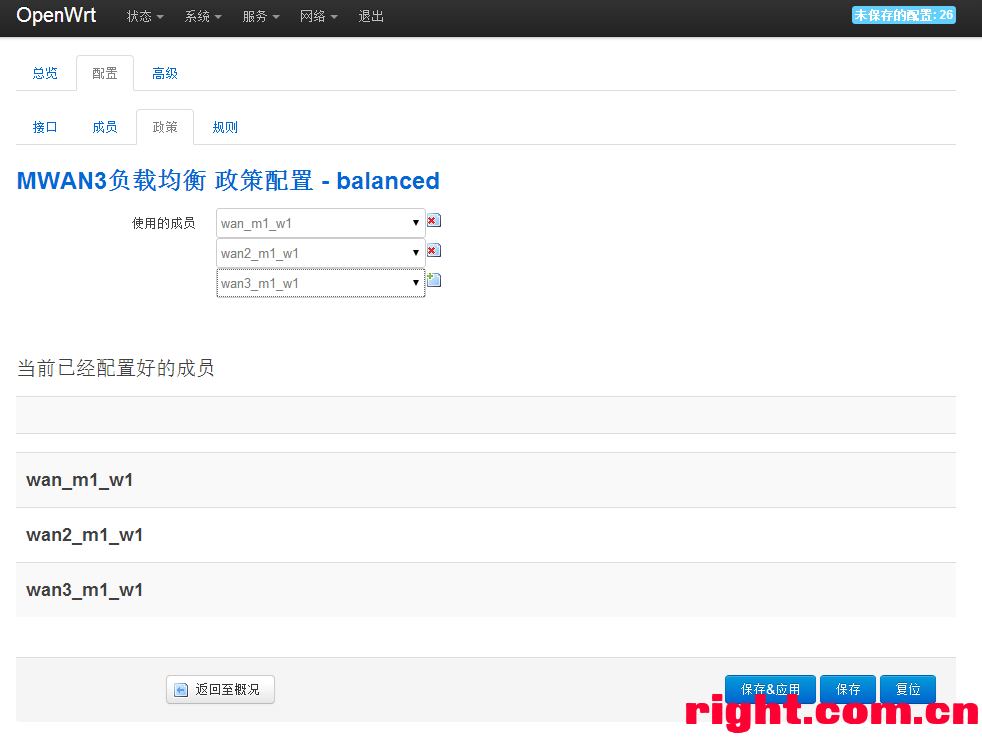 OpenWrt 状态 系统 服务 网络 退出 未保存的配置: 26
总览 配置 高级
接口 成员 政策 规则
MWAN3负载均衡 政策配置 - balanced
使用的成员 wan_m1_w1
wan2_m1_w1
wan3_m1_w1
当前已经配置好的成员
wan_m1_w1
wan2_m1_w1
wan3_m1_w1
返回至概况 保存&应用 保存 复位
right.com.cn